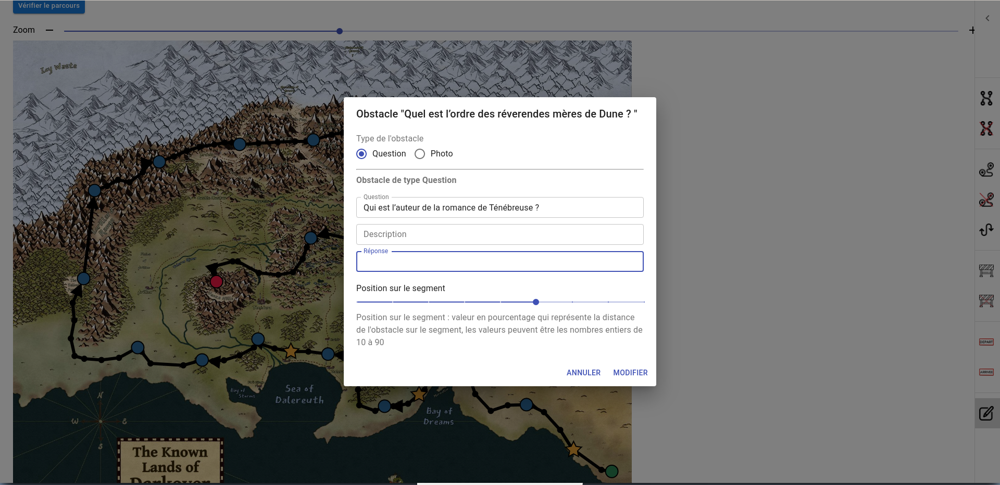 Vérifier le parcours
Zoom
Icy Waste
Obstacle "Quel est l’ordre des réverendes mères de Dune ? "
Type de l'obstacle
Question Photo
Obstacle de type Question
Question
Qui est l’auteur de la romance de Ténébreuse ?
Description
Réponse
Position sur le segment
Position sur le segment : valeur en pourcentage qui représente la distance
de l'obstacle sur le segment, les valeurs peuvent être les nombres entiers de
10 à 90
ANNULER MODIFIER
DEPART
ARRIVEE
Bay of
Storms
Sea of
Dalereuth
Bay of
Dreams
N
W
S
The Known
Lands of
Darkover